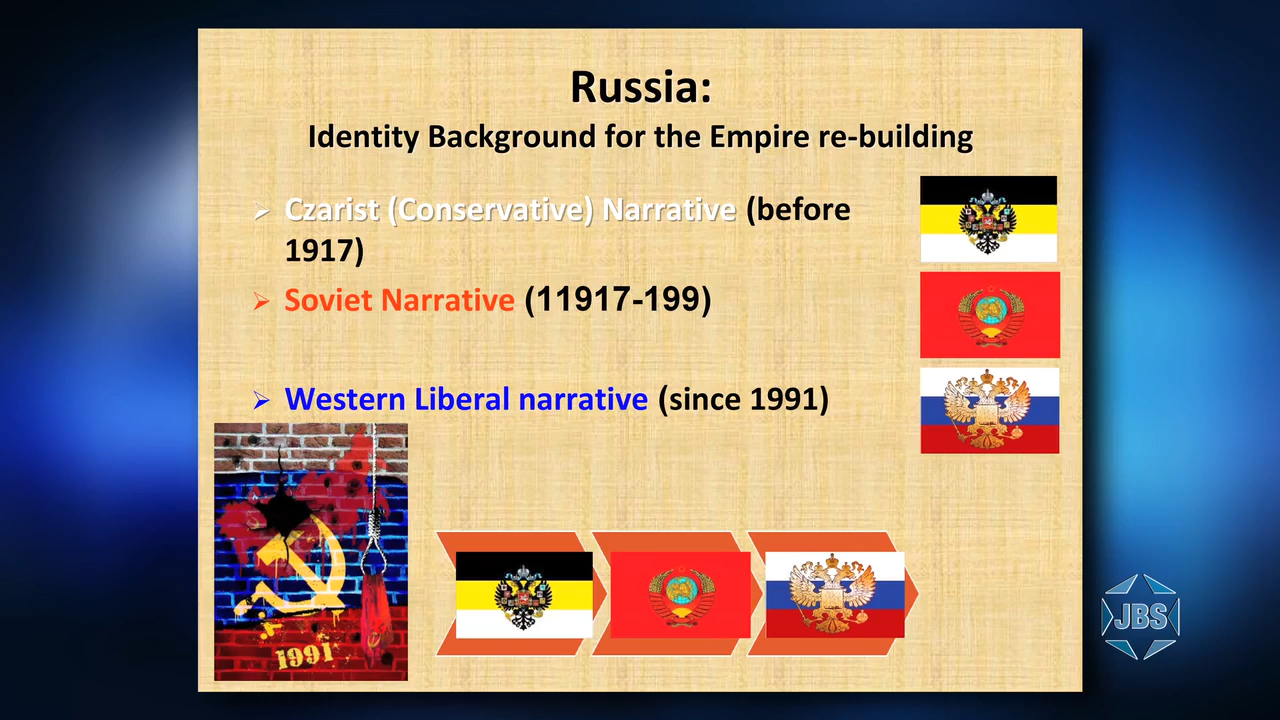 Russia:
Identity Background for the Empire re-building
Czarist (Conservative) Narrative (before
1917)
Soviet Narrative (11917-199)
Western Liberal narrative (since 1991)
1991
JBS